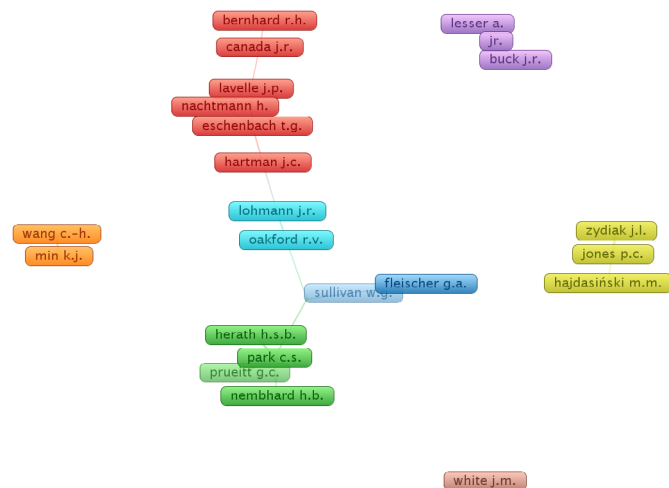 bernhard r.h.
lesser a.
jr.
canada j.r.
buck j.r.
lavelle j.p.
nachtmann h.
eschenbach t.g.
hartman j.c.
lohmann j.r.
wang c.-h.
zydiak j.l.
oakford r.v.
min k.j.
jones p.c.
fleischer g.a.
hajdasiński m.m.
sullivan w.g.
herath h.s.b.
park c.s.
prueitt g.c.
nembhard h.b.
white j.m.